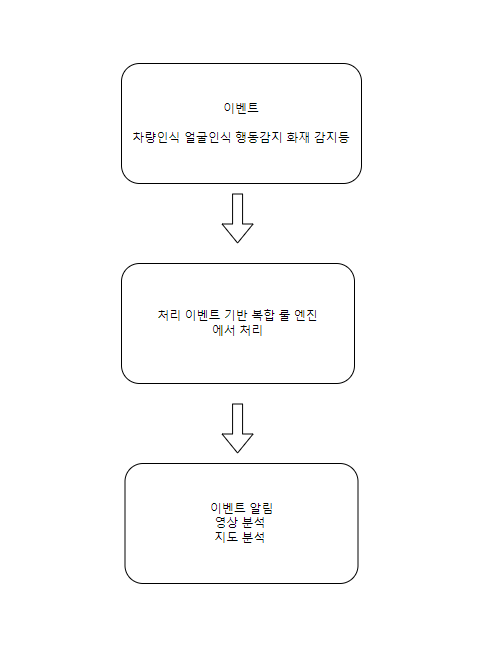 이벤트
차량인식 얼굴인식 행동감지 화재 감지등
처리 이벤트 기반 복합 룰 엔진
에서 처리
이벤트 알림
영상 분석
지도 분석